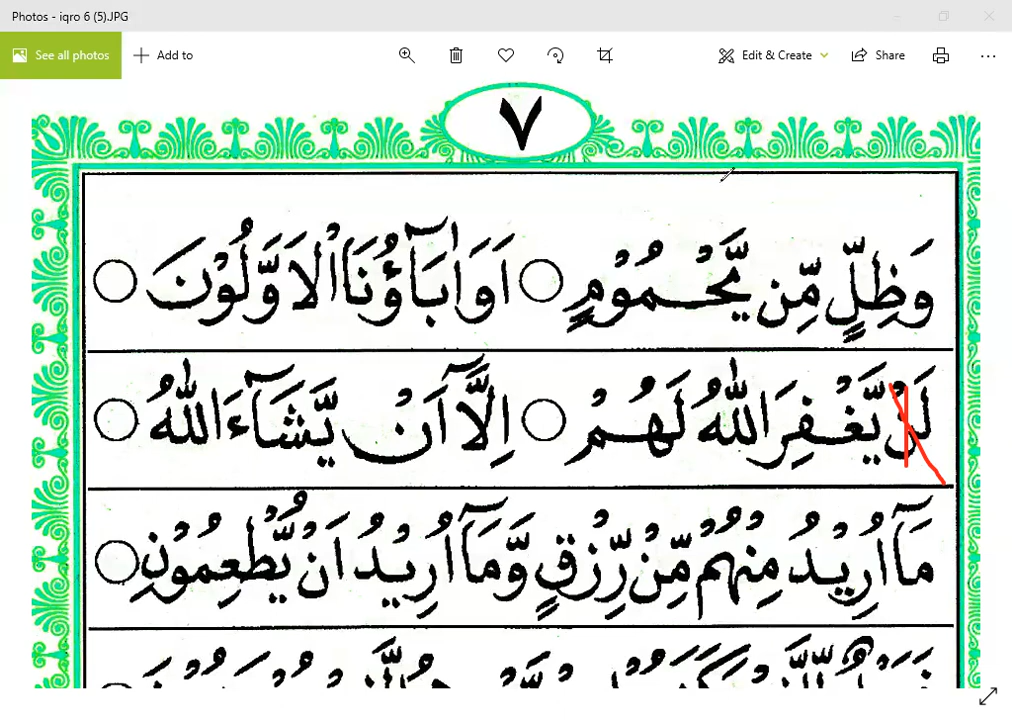 Photos - iqro 6 (5).JPG
See all photos
Add to
Edit & Create
Share
٧
وَظِلٍّ مِّن يَّحْمُوْمٍ ○ اَوَاٰبَآؤُنَا الْاَوَّلُوْنَ ○
لَنْ يَّغْفِرَ اللّٰهُ لَهُمْ ○ اِلَّآ اَنْ يَّشَآءَ اللّٰهُ ○
مَآ اُرِيْدُ مِنْهُمْ مِّنْ رِّزْقٍ وَّمَآ اُرِيْدُ اَنْ يُّطْعِمُوْنِ ○